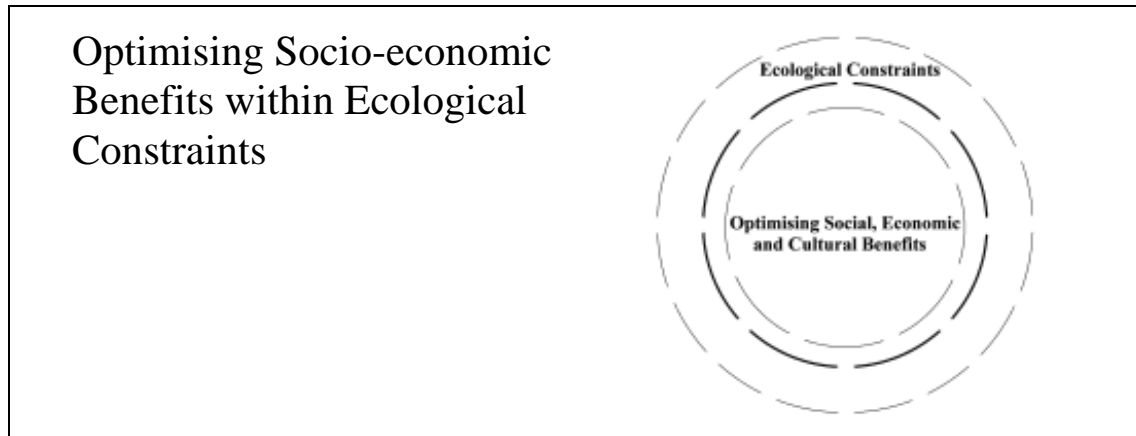 Optimising Socio-economic
Benefits within Ecological
Constraints
Ecological Constraints
Optimising Social, Economic
and Cultural Benefits